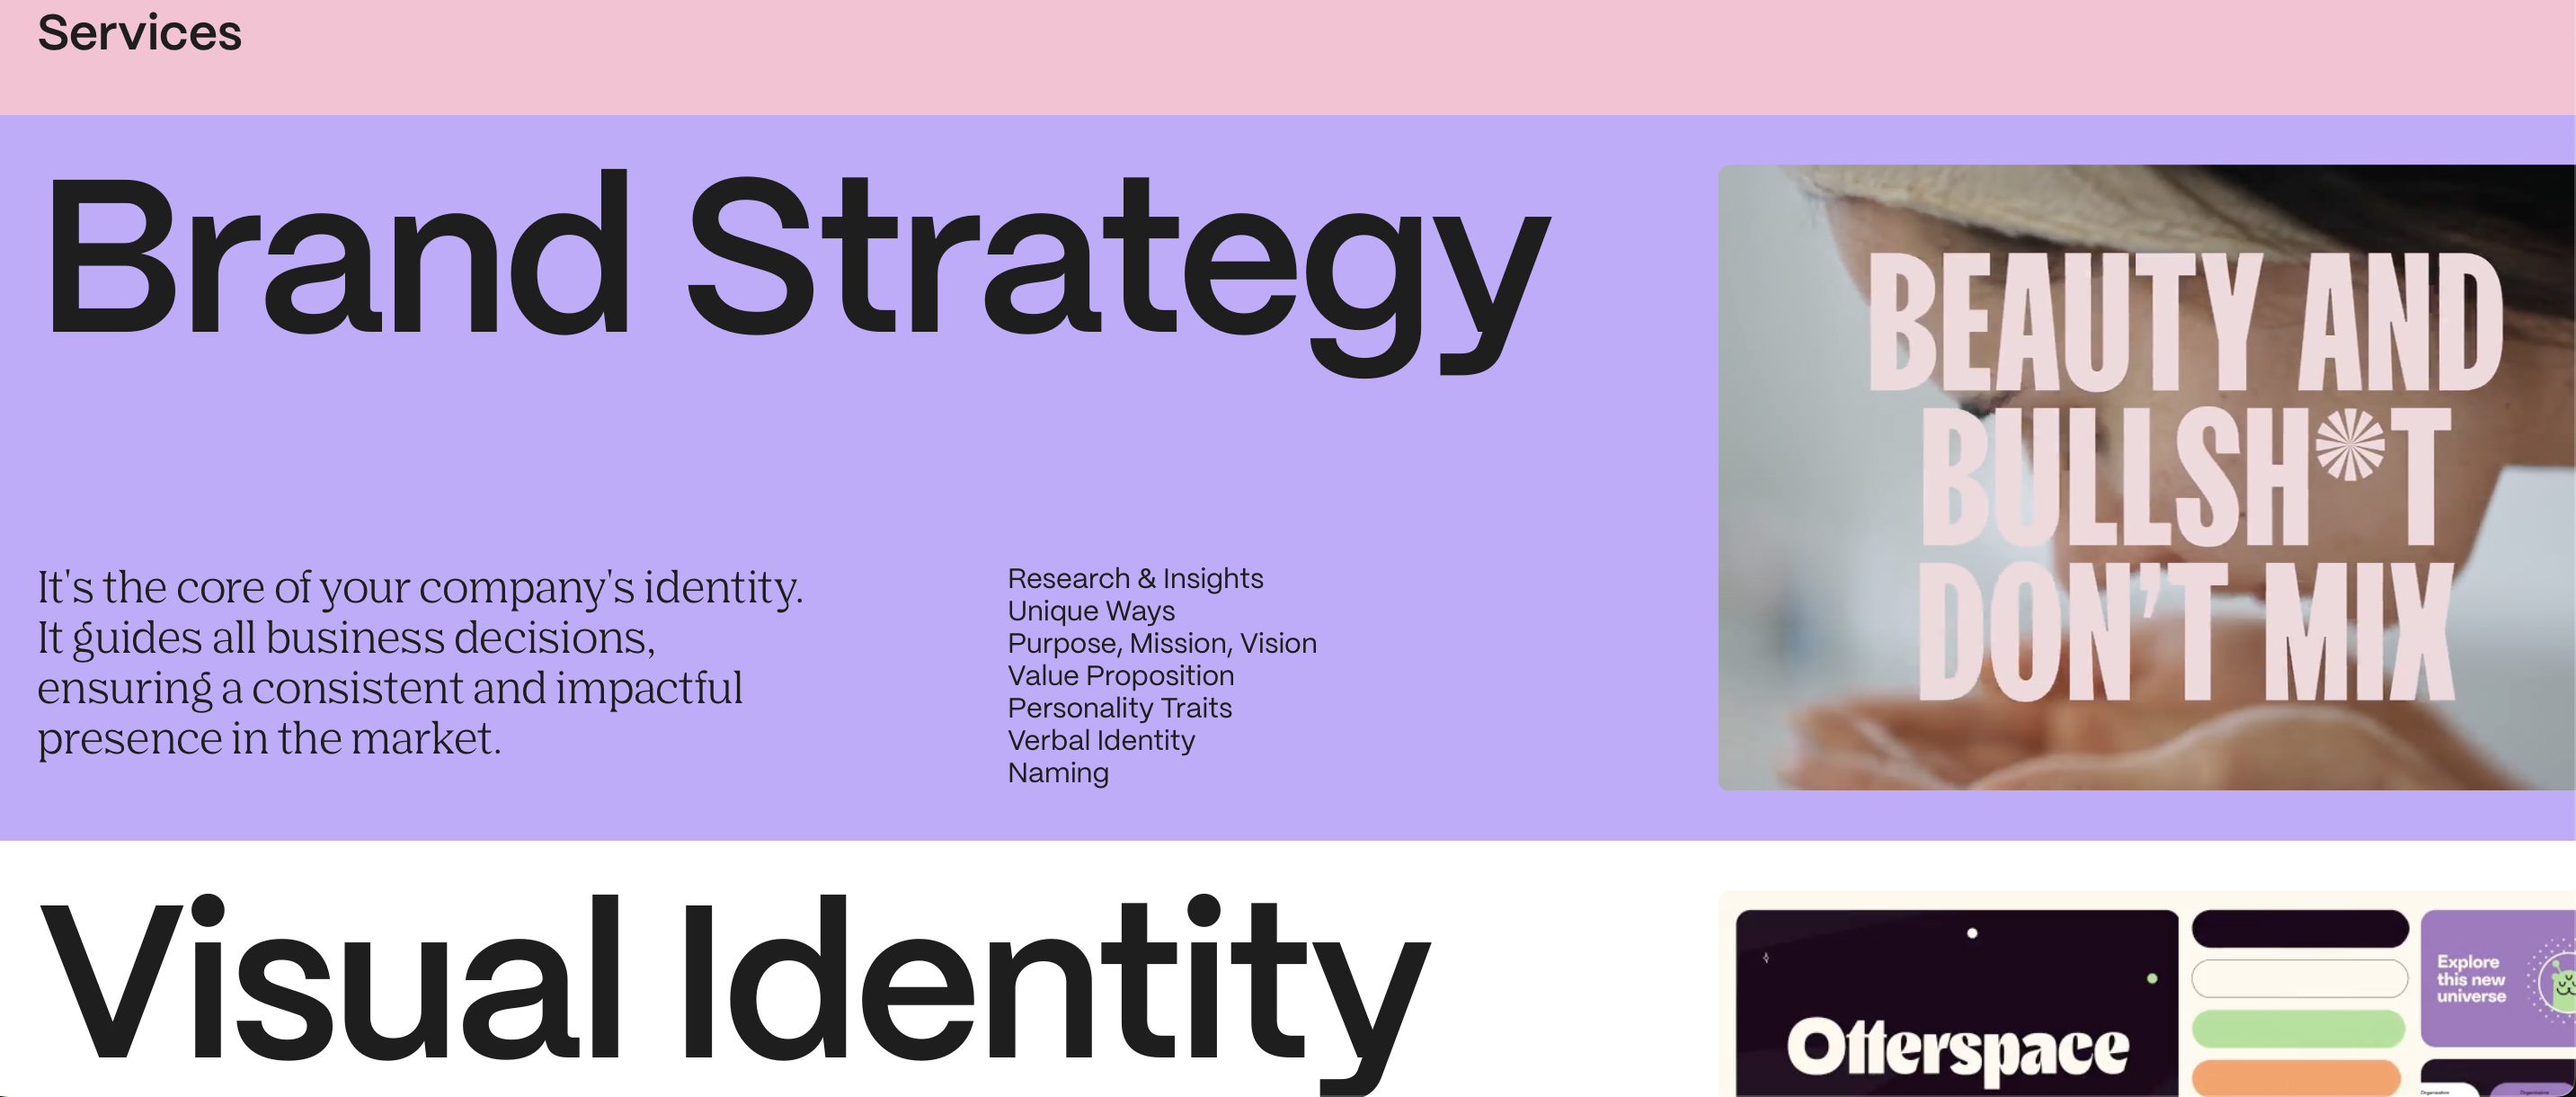 Services
Brand Strategy
It's the core of your company's identity.
It guides all business decisions,
ensuring a consistent and impactful
presence in the market.
Research & Insights
Unique Ways
Purpose, Mission, Vision
Value Proposition
Personality Traits
Verbal Identity
Naming
BEAUTY AND
BULLSH*T
DON'T MIX
Visual Identity
Otterspace
Explore
this new
universe